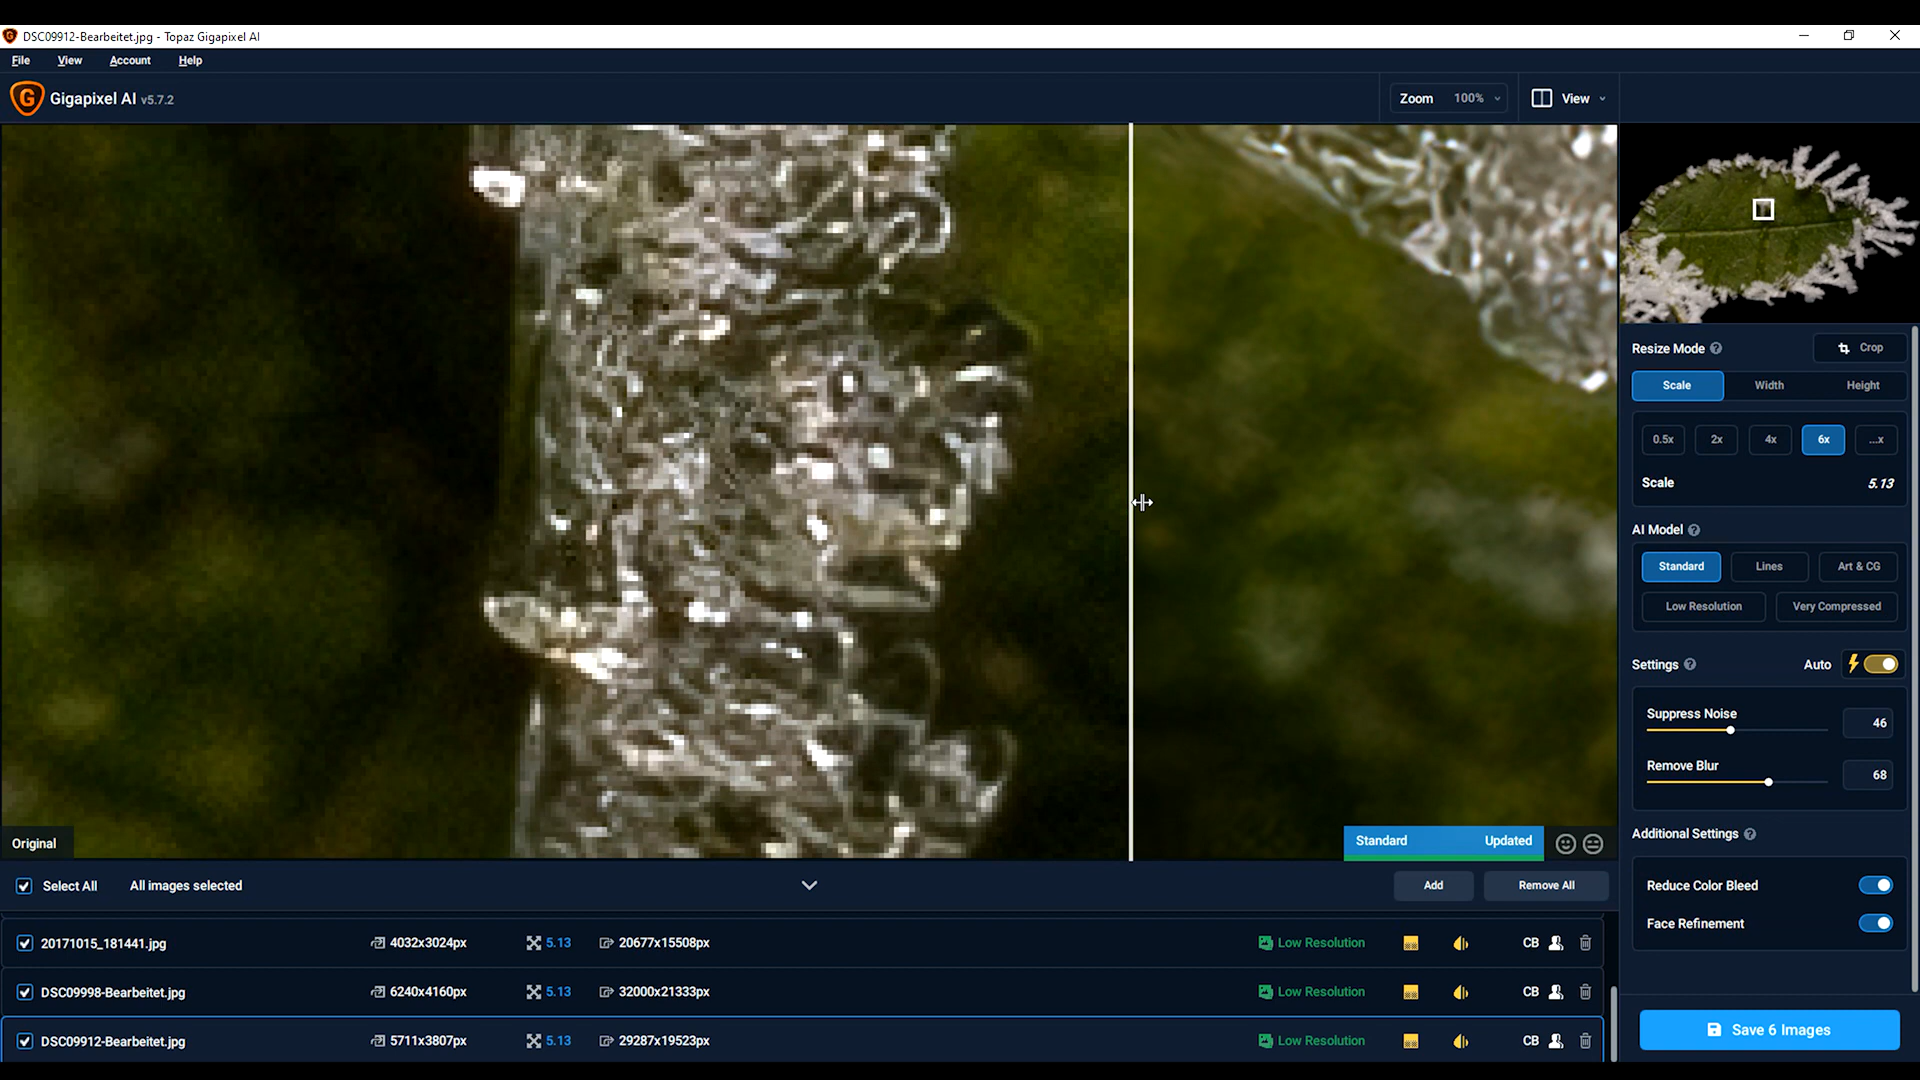 DSC09912-Bearbeitet.jpg - Topaz Gigapixel AI
File View Account Help
G Gigapixel AI v5.7.2
Zoom 100% View
Resize Mode ? Crop
Scale Width Height
0.5x 2x 4x 6x ...x
Scale 5.13
AI Model ?
Standard Lines Art & CG
Low Resolution Very Compressed
Settings ? Auto
Suppress Noise 46
Remove Blur 68
Original
Standard Updated
Additional Settings ?
Reduce Color Bleed
Face Refinement
Select All All images selected Add Remove All
20171015_181441.jpg 4032x3024px 5.13 20677x15508px Low Resolution CB
DSC09998-Bearbeitet.jpg 6240x4160px 5.13 32000x21333px Low Resolution CB
DSC09912-Bearbeitet.jpg 5711x3807px 5.13 29287x19523px Low Resolution CB
Save 6 Images